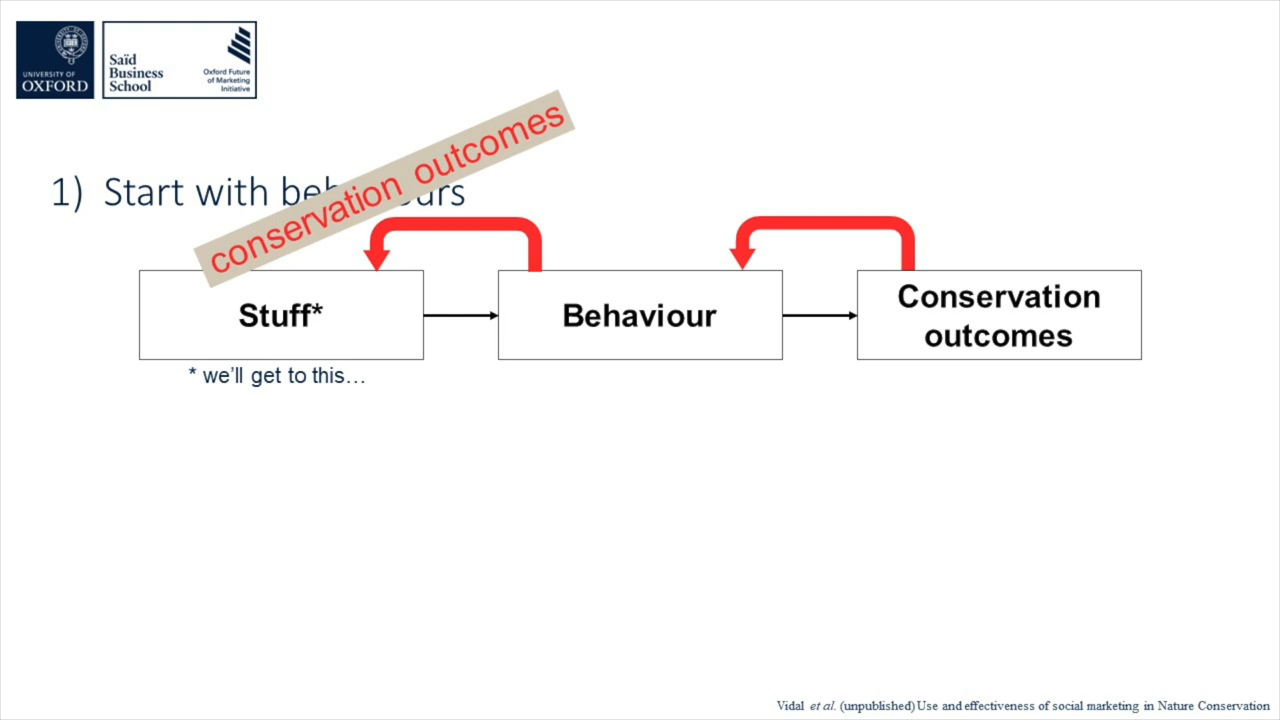 UNIVERSITY OF
OXFORD
Saïd
Business
School
Oxford Future
of Marketing
Initiative
conservation outcomes
1) Start with
Stuff*
Behaviour
Conservation
outcomes
* we’ll get to this…
Vidal et al. (unpublished) Use and effectiveness of social marketing in Nature Conservation